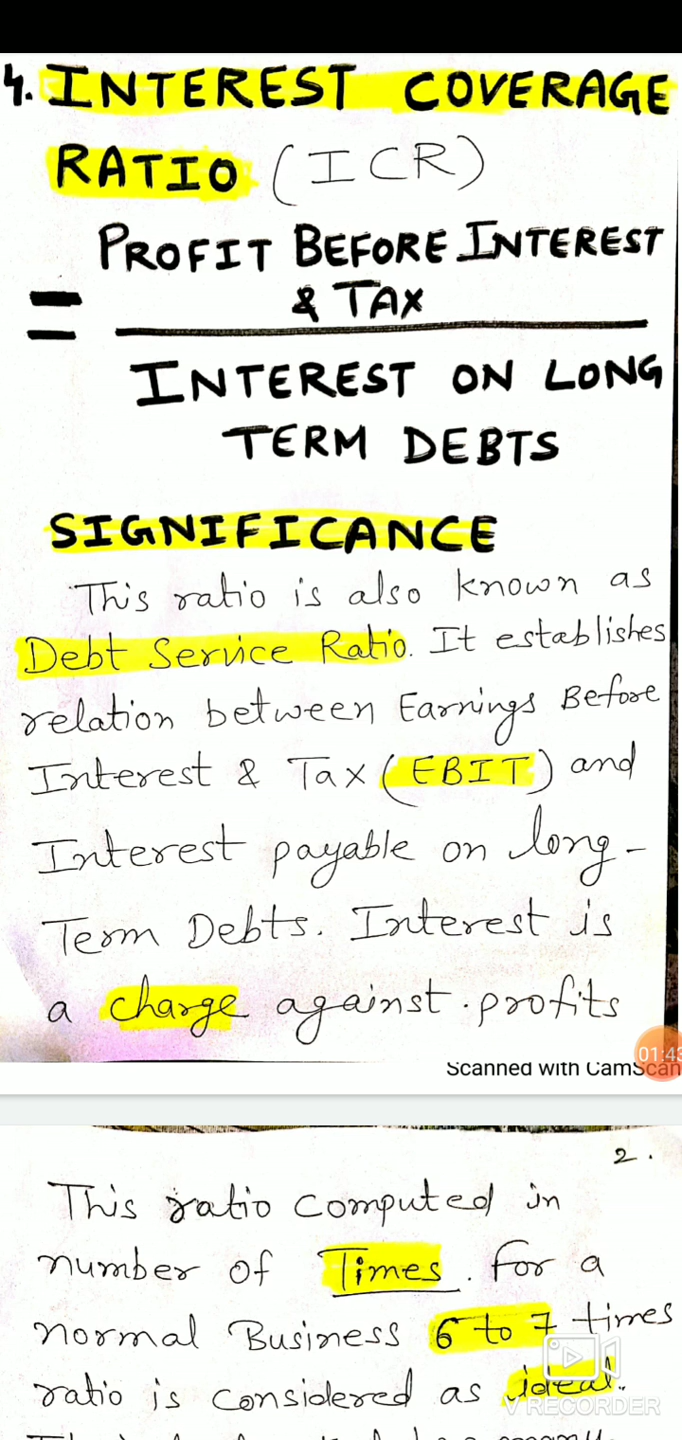 4. INTEREST COVERAGE
RATIO (ICR)
= PROFIT BEFORE INTEREST
& TAX
INTEREST ON LONG
TERM DEBTS
SIGNIFICANCE
This ratio is also known as
Debt Service Ratio. It establishes
relation between Earnings Before
Interest & Tax (EBIT) and
Interest payable on long-
Term Debts. Interest is
a charge against profits
01:43
Scanned with CamScan
2.
This ratio computed in
number of Times. for a
normal Business 6 to 7 times
ratio is considered as ideal.
V RECORDER